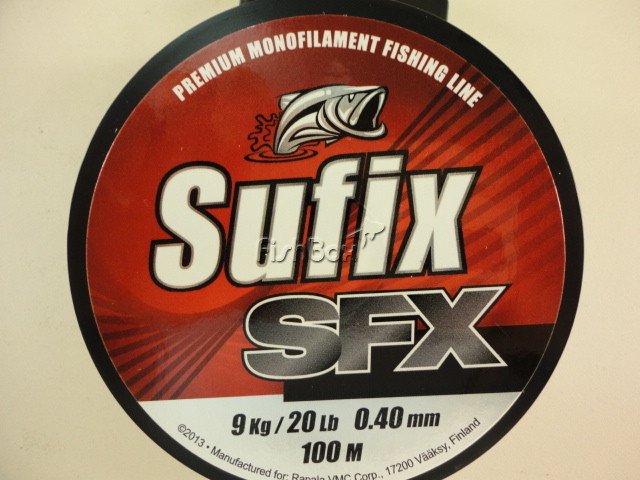 PREMIUM MONOFILAMENT FISHING LINE
Sufix
FishBoX
SFX
9 Kg / 20 Lb 0.40 mm
100 M
©2013 • Manufactured for: Rapala VMC Corp., 17200 Vääksy, Finland